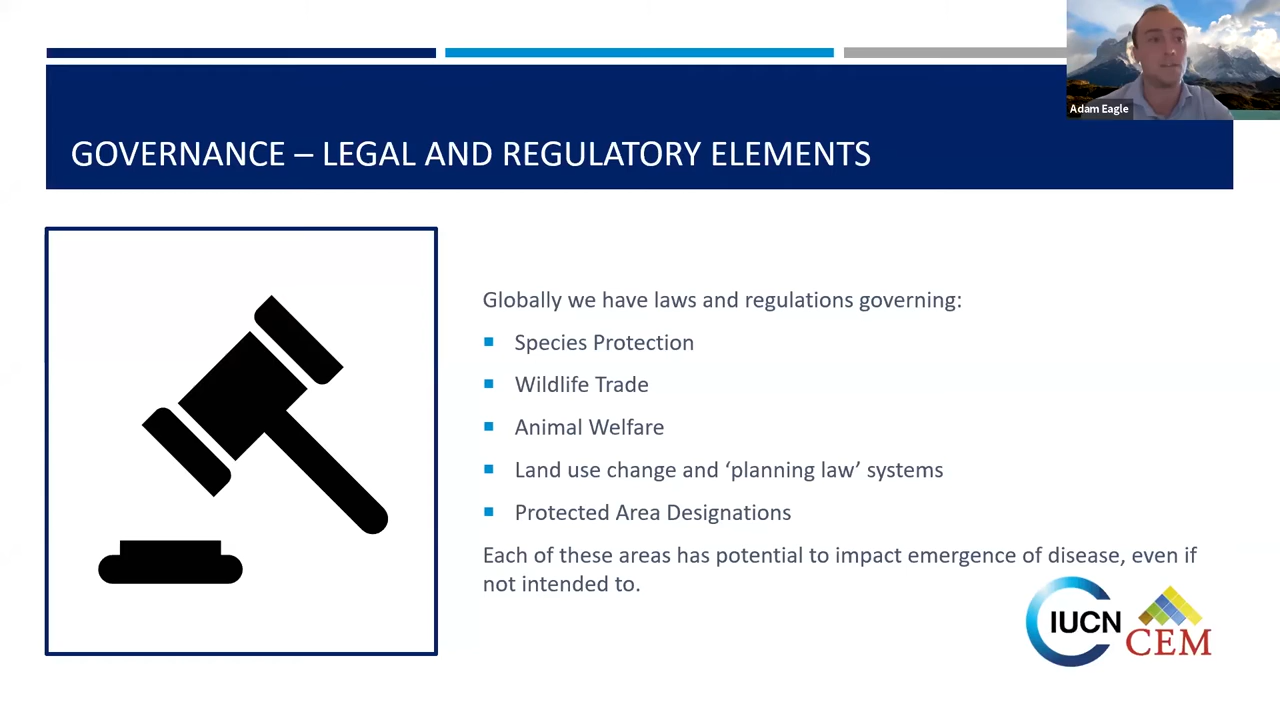 Adam Eagle
GOVERNANCE – LEGAL AND REGULATORY ELEMENTS
Globally we have laws and regulations governing:
Species Protection
Wildlife Trade
Animal Welfare
Land use change and ‘planning law’ systems
Protected Area Designations
Each of these areas has potential to impact emergence of disease, even if
not intended to.
IUCN
CEM